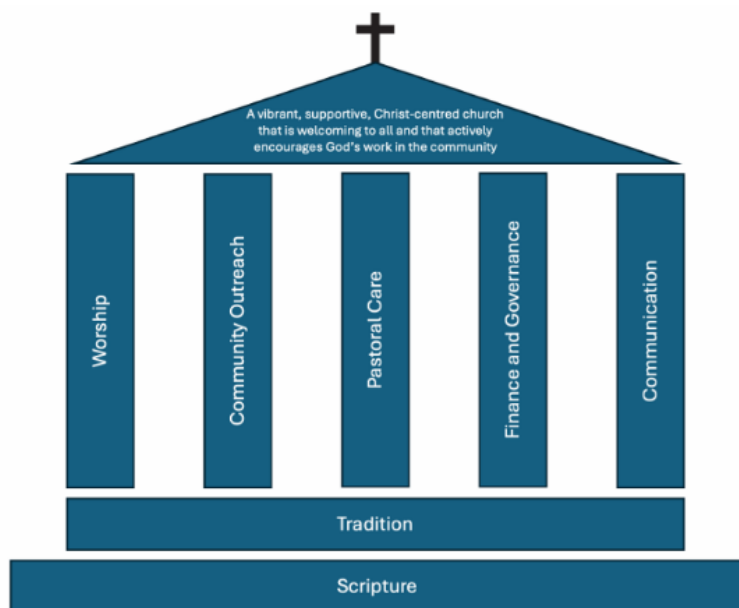 A vibrant, supportive, Christ-centred church
that is welcoming to all and that actively
encourages God's work in the community
Worship
Community Outreach
Pastoral Care
Finance and Governance
Communication
Tradition
Scripture